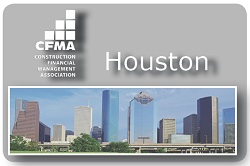 CFMA
CONSTRUCTION
FINANCIAL
MANAGEMENT
ASSOCIATION
Houston